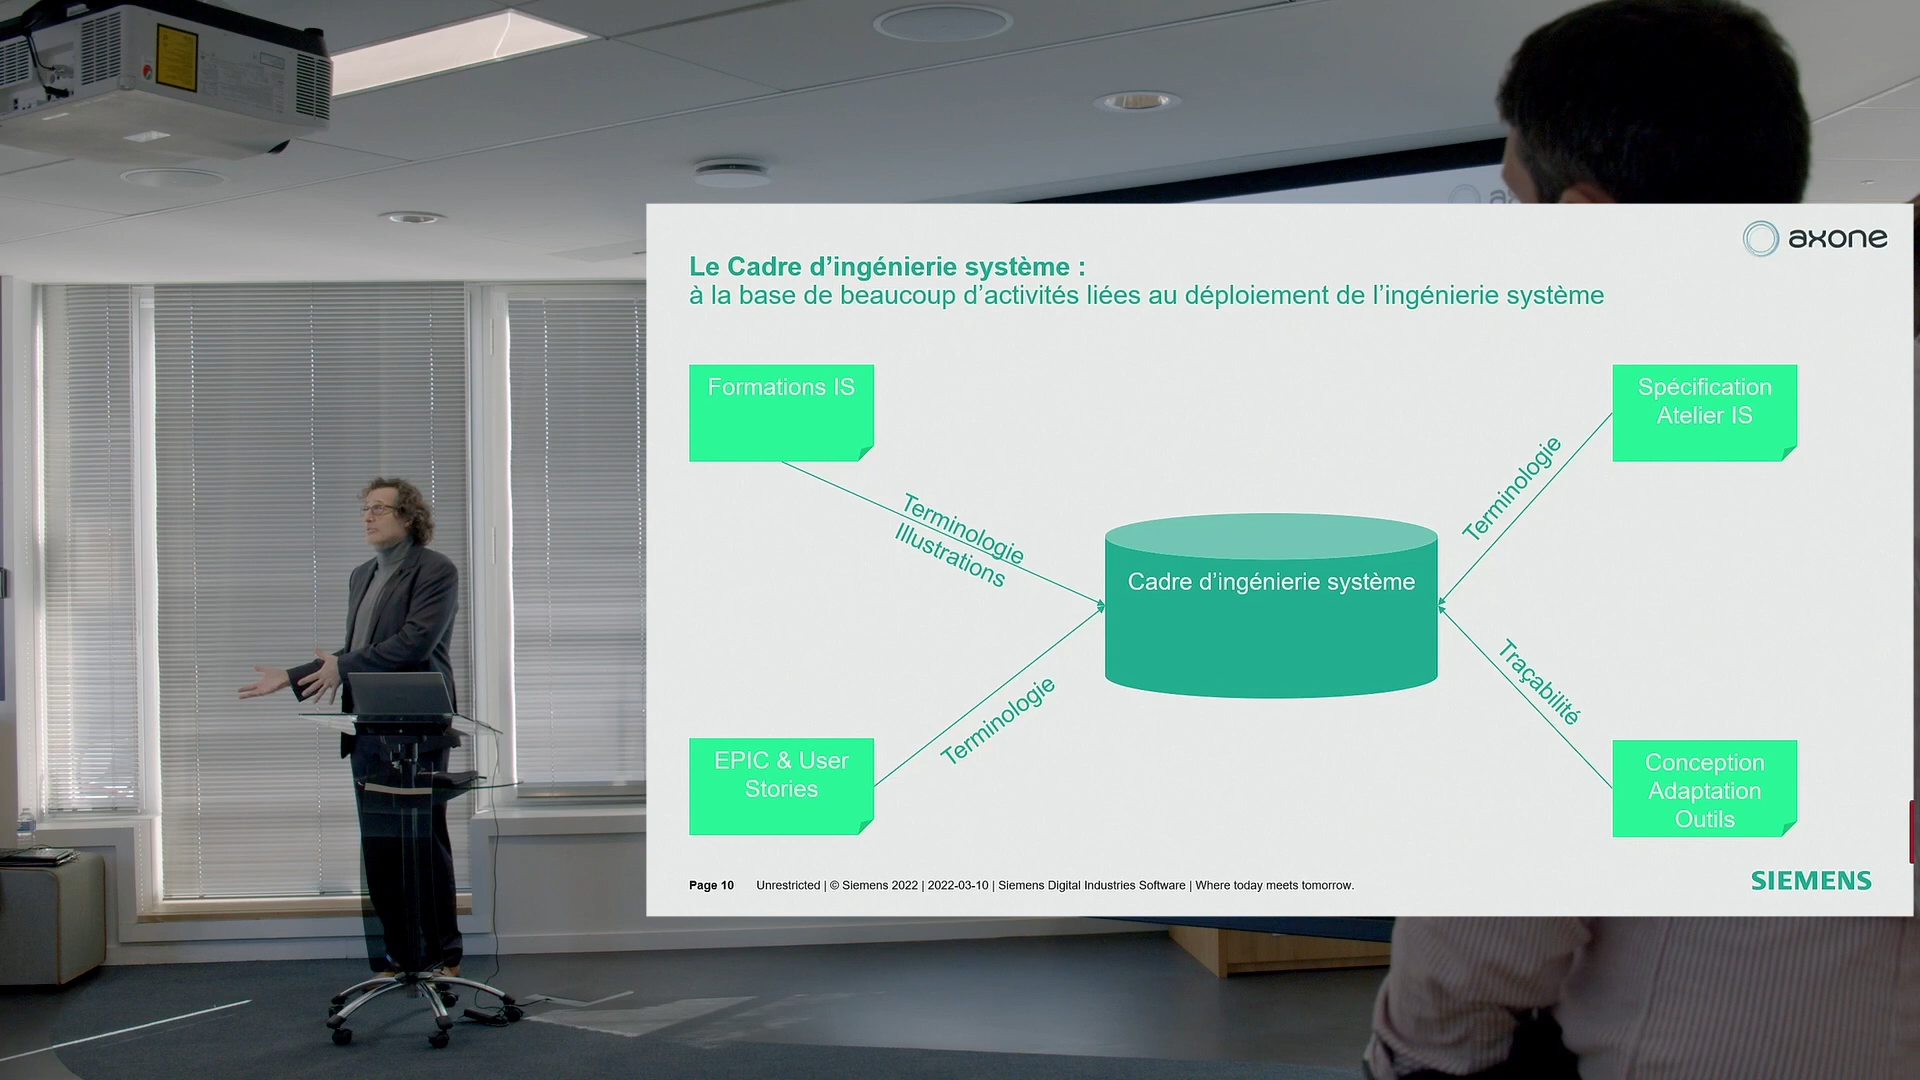 axone
Le Cadre d’ingénierie système :
à la base de beaucoup d’activités liées au déploiement de l’ingénierie système
Formations IS
Spécification
Atelier IS
Terminologie
Illustrations
Terminologie
Cadre d’ingénierie système
Terminologie
Traçabilité
EPIC & User
Stories
Conception
Adaptation
Outils
Page 10 Unrestricted | © Siemens 2022 | 2022-03-10 | Siemens Digital Industries Software | Where today meets tomorrow.
SIEMENS